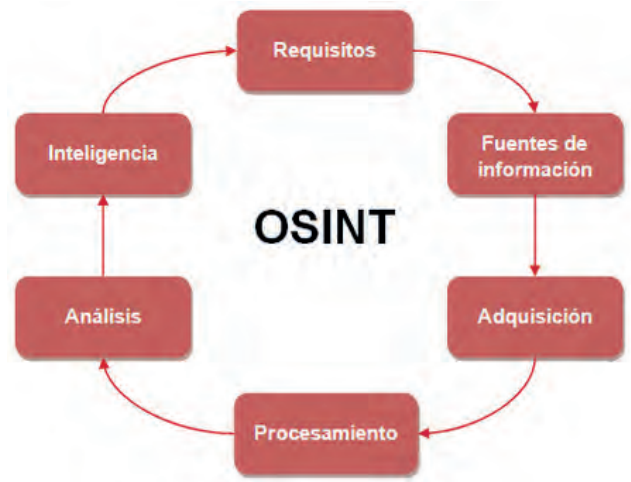 Requisitos
Fuentes de
información
Adquisición
Procesamiento
Análisis
Inteligencia
OSINT